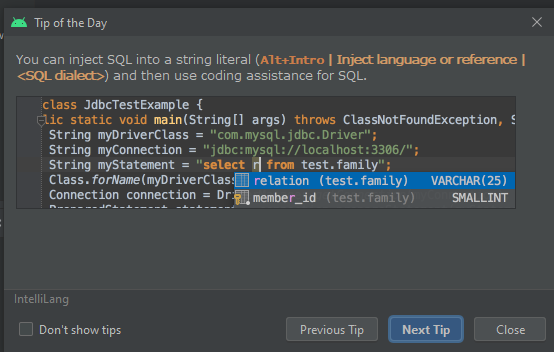 Tip of the Day
You can inject SQL into a string literal (Alt+Intro | Inject language or reference |
<SQL dialect>) and then use coding assistance for SQL.
class JdbcTestExample {
lic static void main(String[] args) throws ClassNotFoundException, S
String myDriverClass = "com.mysql.jdbc.Driver";
String myConnection = "jdbc:mysql://localhost:3306/";
String myStatement = "select r from test.family";
Class.forName(myDriverClas
relation (test.family) VARCHAR(25)
Connection connection = Dr
member_id (test.family) SMALLINT
IntelliLang
Don't show tips
Previous Tip
Next Tip
Close